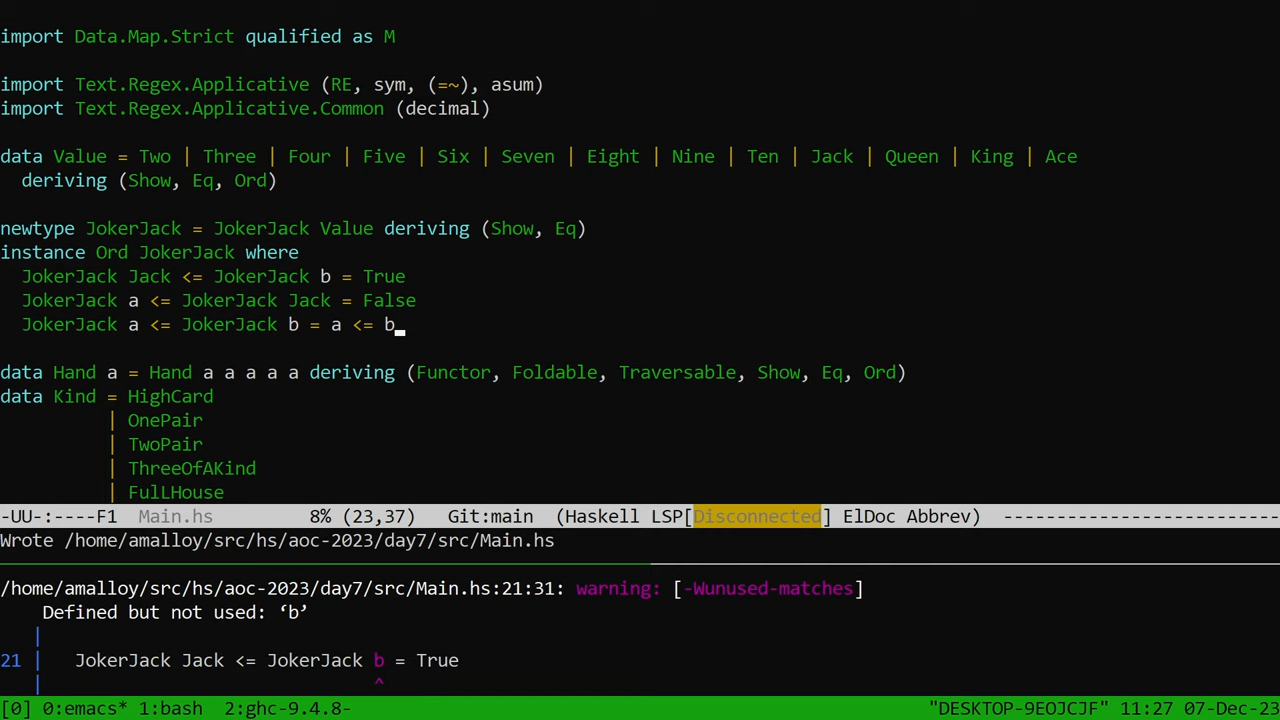 import Data.Map.Strict qualified as M
import Text.Regex.Applicative (RE, sym, (=~), asum)
import Text.Regex.Applicative.Common (decimal)
data Value = Two | Three | Four | Five | Six | Seven | Eight | Nine | Ten | Jack | Queen | King | Ace
  deriving (Show, Eq, Ord)
newtype JokerJack = JokerJack Value deriving (Show, Eq)
instance Ord JokerJack where
  JokerJack Jack <= JokerJack b = True
  JokerJack a <= JokerJack Jack = False
  JokerJack a <= JokerJack b = a <= b
data Hand a = Hand a a a a a deriving (Functor, Foldable, Traversable, Show, Eq, Ord)
data Kind = HighCard
          | OnePair
          | TwoPair
          | ThreeOfAKind
          | FulLHouse
-UU-:----F1  Main.hs         8% (23,37)   Git:main  (Haskell LSP[Disconnected] ElDoc Abbrev) ----------------------------
Wrote /home/amalloy/src/hs/aoc-2023/day7/src/Main.hs
/home/amalloy/src/hs/aoc-2023/day7/src/Main.hs:21:31: warning: [-Wunused-matches]
    Defined but not used: ‘b’
   |
21 |   JokerJack Jack <= JokerJack b = True
   |                               ^
[0] 0:emacs* 1:bash  2:ghc-9.4.8- "DESKTOP-9EOJCJF" 11:27 07-Dec-23